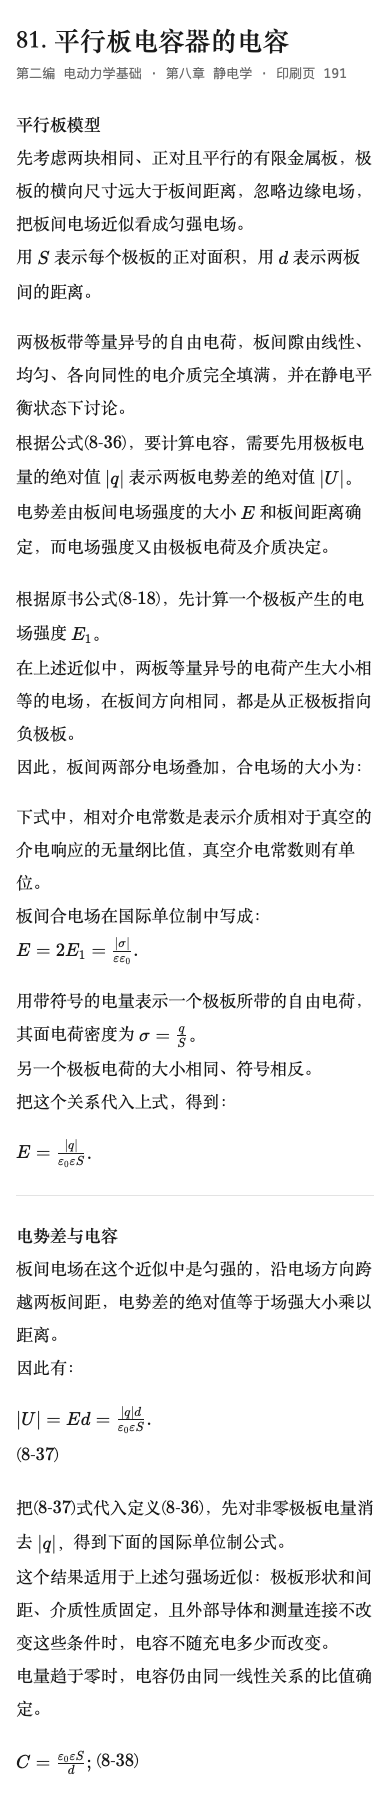 81. 平行板电容器的电容
第二编 电动力学基础 · 第八章 静电学 · 印刷页 191
平行板模型
先考虑两块相同、正对且平行的有限金属板，极
板的横向尺寸远大于板间距离，忽略边缘电场，
把板间电场近似看成匀强电场。
用 S 表示每个极板的正对面积，用 d 表示两板
间的距离。
两极板带等量异号的自由电荷，板间隙由线性、
均匀、各向同性的电介质完全填满，并在静电平
衡状态下讨论。
根据公式(8-36)，要计算电容，需要先用极板电
量的绝对值 |q| 表示两板电势差的绝对值 |U|。
电势差由板间电场强度的大小 E 和板间距离确
定，而电场强度又由极板电荷及介质决定。
根据原书公式(8-18)，先计算一个极板产生的电
场强度 E₁。
在上述近似中，两板等量异号的电荷产生大小相
等的电场，在板间方向相同，都是从正极板指向
负极板。
因此，板间两部分电场叠加，合电场的大小为：
下式中，相对介电常数是表示介质相对于真空的
介电响应的无量纲比值，真空介电常数则有单
位。
板间合电场在国际单位制中写成：
E = 2E₁ = |σ|/εε₀.
用带符号的电量表示一个极板所带的自由电荷，
其面电荷密度为 σ = q/S。
另一个极板电荷的大小相同、符号相反。
把这个关系代入上式，得到：
E = |q|/ε₀εS.
电势差与电容
板间电场在这个近似中是匀强的，沿电场方向跨
越两板间距，电势差的绝对值等于场强大小乘以
距离。
因此有：
|U| = Ed = |q|d/ε₀εS.
(8-37)
把(8-37)式代入定义(8-36)，先对非零极板电量消
去 |q|，得到下面的国际单位制公式。
这个结果适用于上述匀强场近似：极板形状和间
距、介质性质固定，且外部导体和测量连接不改
变这些条件时，电容不随充电多少而改变。
电量趋于零时，电容仍由同一线性关系的比值确
定。
C = ε₀εS/d; (8-38)